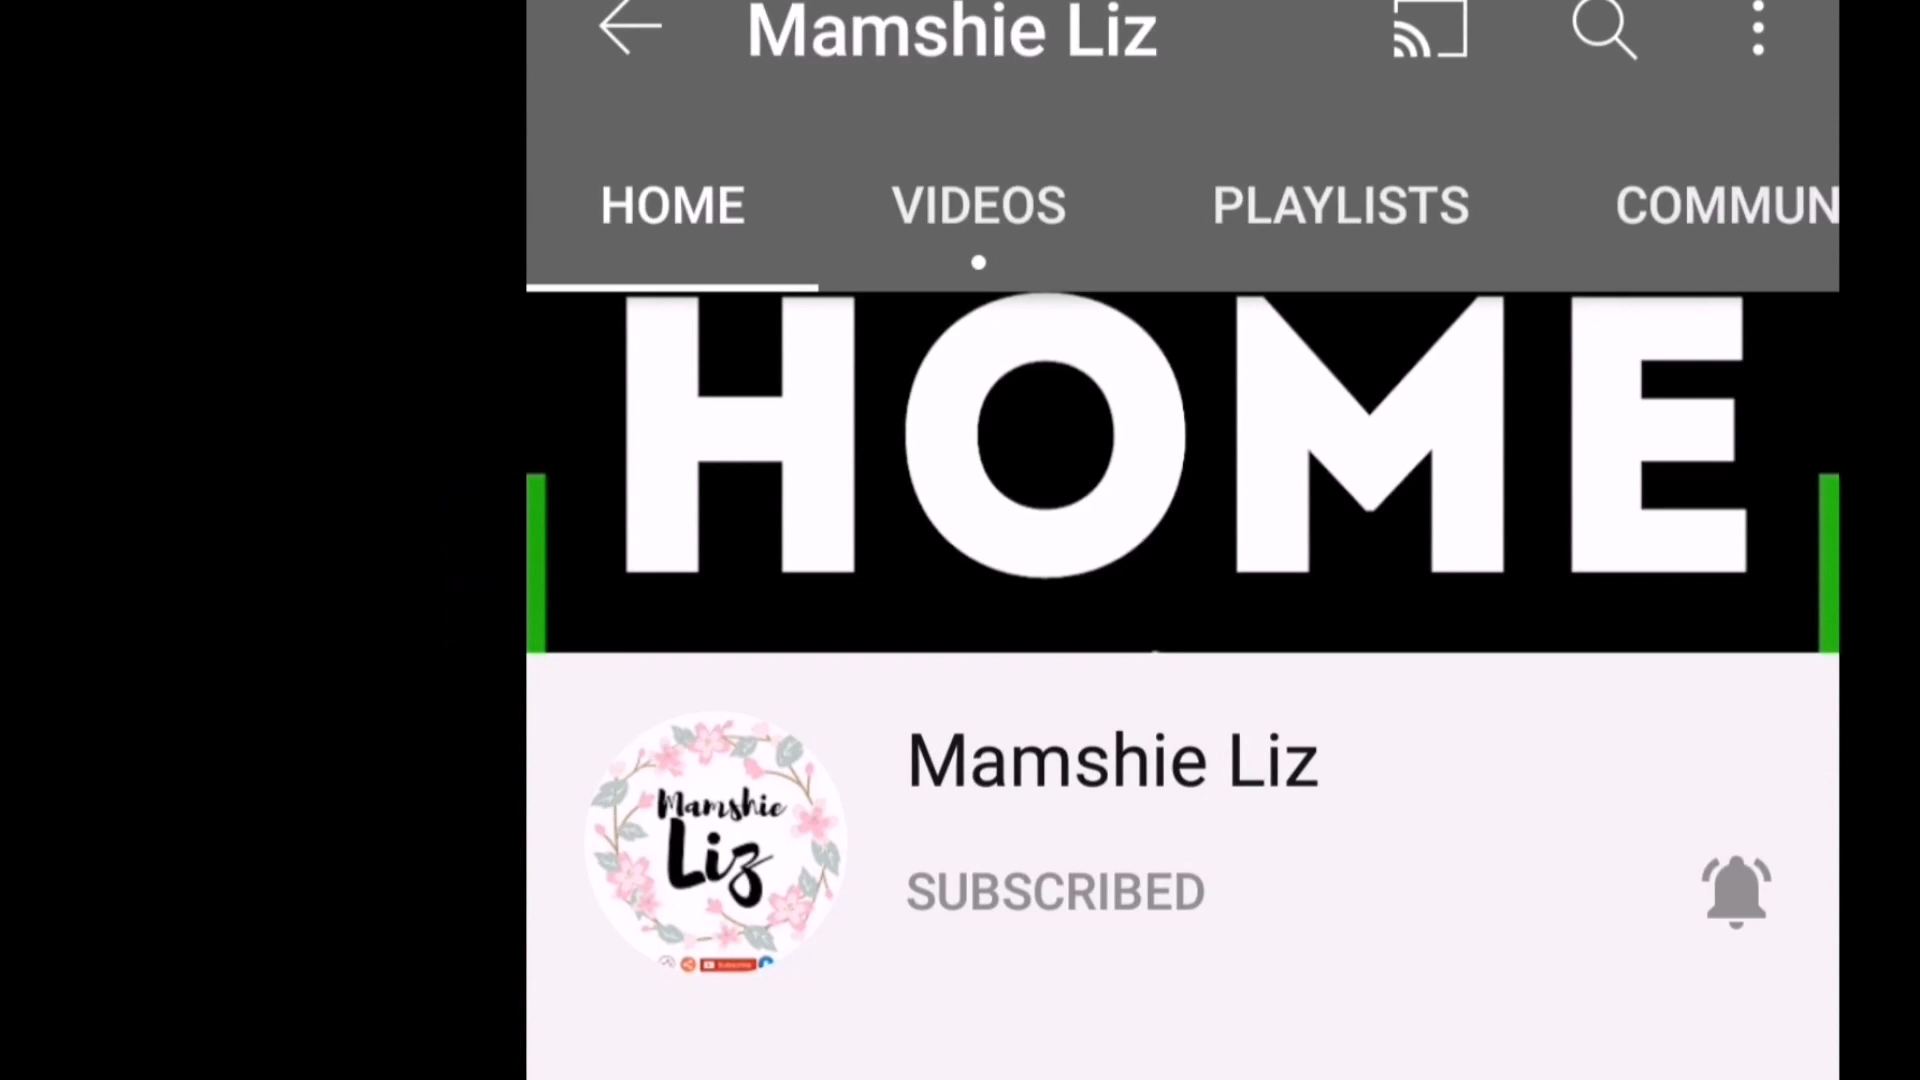 Mamshie Liz
HOME VIDEOS PLAYLISTS COMMUN
HOME
Mamshie Liz
Mamshie
Liz
SUBSCRIBED